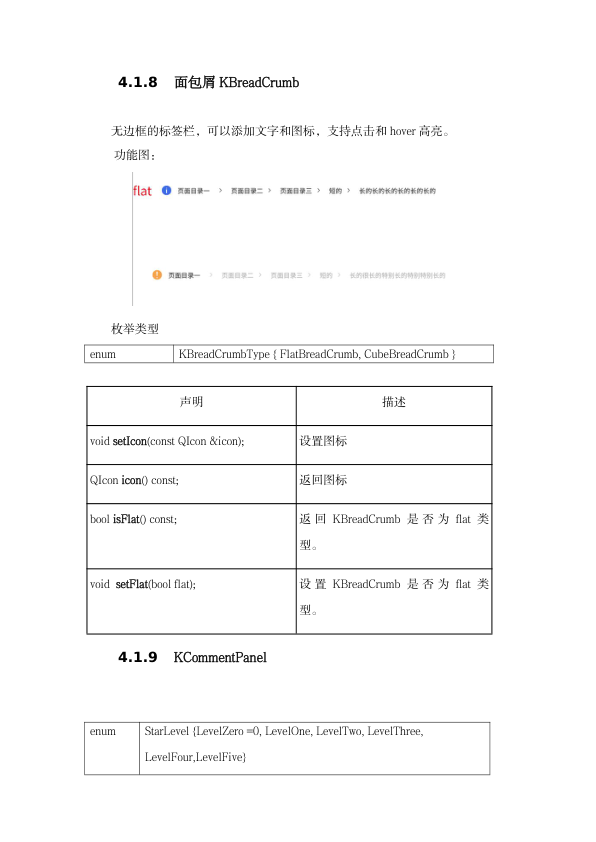 4.1.8 面包屑 KBreadCrumb
无边框的标签栏，可以添加文字和图标，支持点击和 hover 高亮。
功能图：
flat 页面目录一 > 页面目录二 > 页面目录三 > 短的 > 长的长的长的长的长的长的
页面目录一 > 页面目录二 > 页面目录三 > 短的 > 长的很长的特别长的特别特别长的
枚举类型
enum KBreadCrumbType { FlatBreadCrumb, CubeBreadCrumb }
声明 描述
void setIcon(const QIcon &icon); 设置图标
QIcon icon() const; 返回图标
bool isFlat() const; 返回 KBreadCrumb 是否为 flat 类
型。
void setFlat(bool flat); 设置 KBreadCrumb 是否为 flat 类
型。
4.1.9 KCommentPanel
enum StarLevel {LevelZero =0, LevelOne, LevelTwo, LevelThree,
LevelFour,LevelFive}